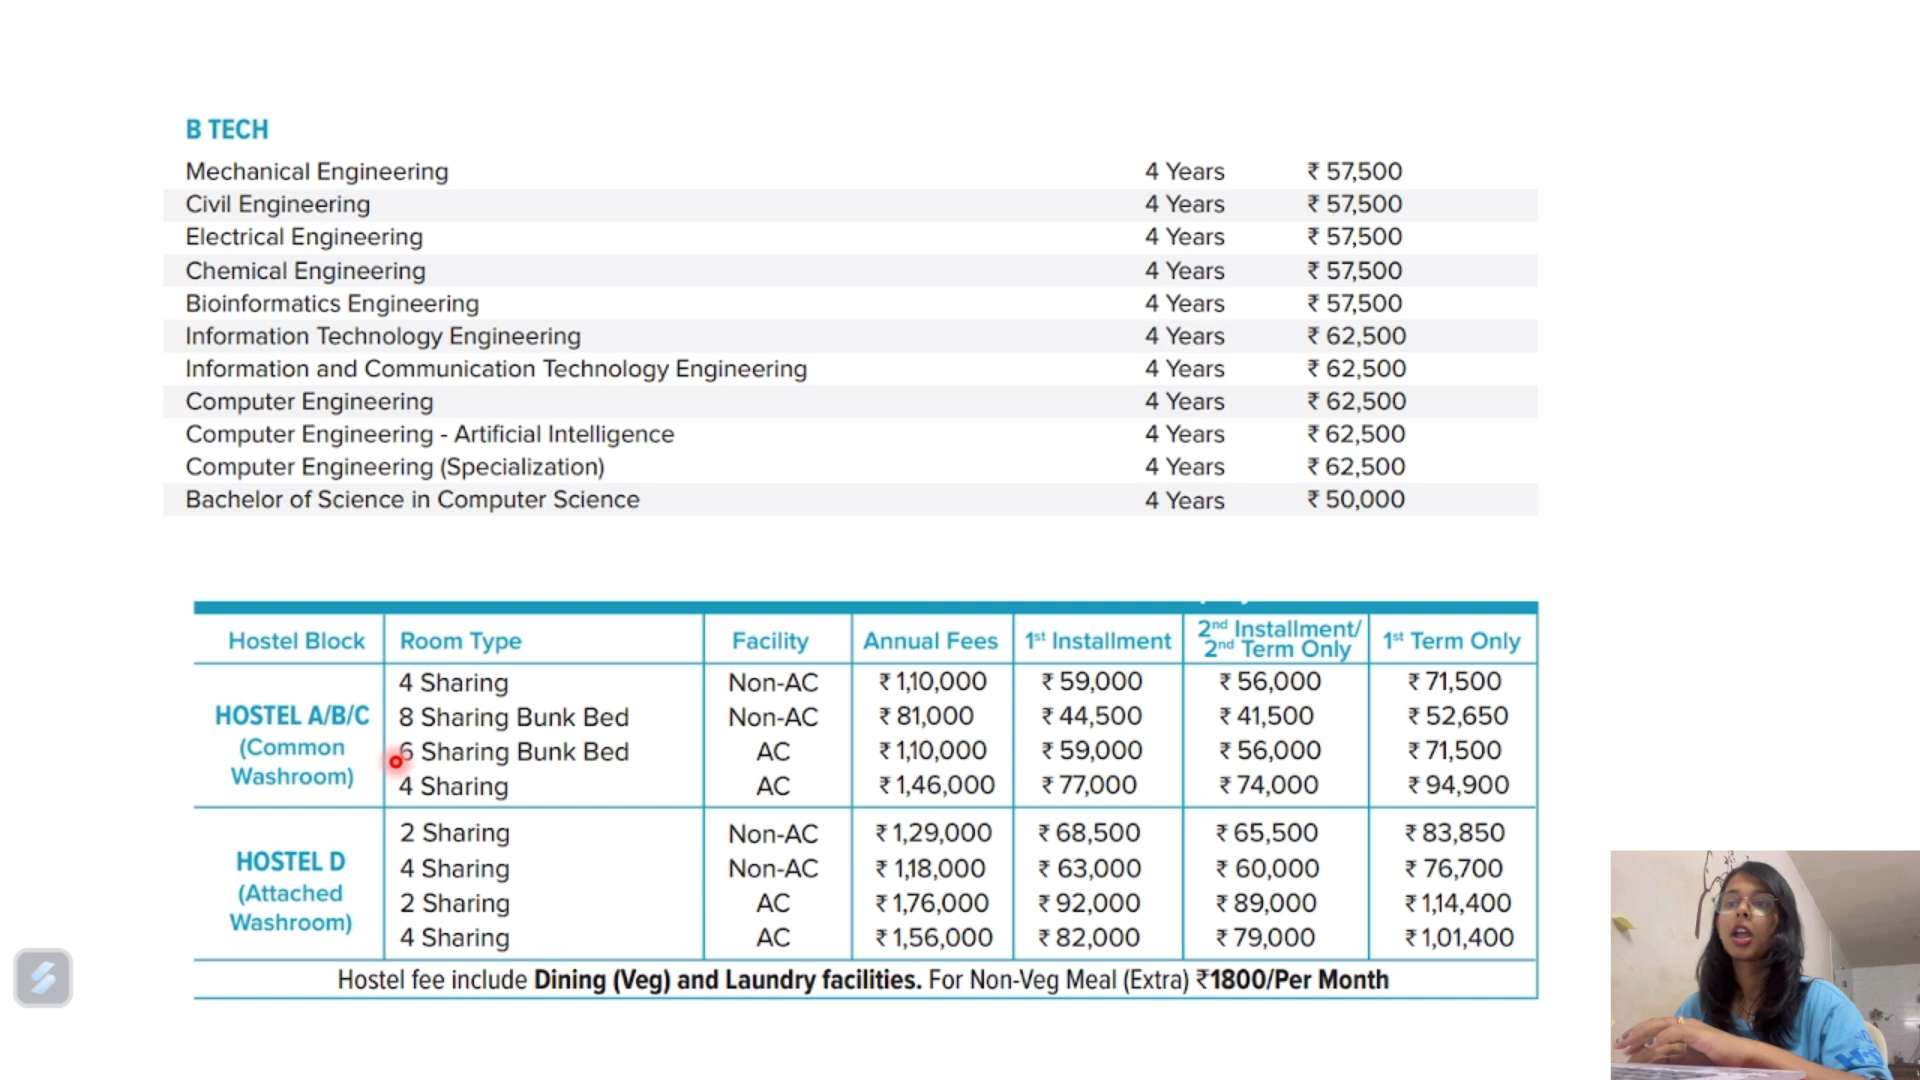 B TECH
Mechanical Engineering 4 Years ₹ 57,500
Civil Engineering 4 Years ₹ 57,500
Electrical Engineering 4 Years ₹ 57,500
Chemical Engineering 4 Years ₹ 57,500
Bioinformatics Engineering 4 Years ₹ 57,500
Information Technology Engineering 4 Years ₹ 62,500
Information and Communication Technology Engineering 4 Years ₹ 62,500
Computer Engineering 4 Years ₹ 62,500
Computer Engineering - Artificial Intelligence 4 Years ₹ 62,500
Computer Engineering (Specialization) 4 Years ₹ 62,500
Bachelor of Science in Computer Science 4 Years ₹ 50,000
Hostel Block Room Type Facility Annual Fees 1st Installment 2nd Installment/ 2nd Term Only 1st Term Only
HOSTEL A/B/C (Common Washroom)
4 Sharing Non-AC ₹ 1,10,000 ₹ 59,000 ₹ 56,000 ₹ 71,500
8 Sharing Bunk Bed Non-AC ₹ 81,000 ₹ 44,500 ₹ 41,500 ₹ 52,650
6 Sharing Bunk Bed AC ₹ 1,10,000 ₹ 59,000 ₹ 56,000 ₹ 71,500
4 Sharing AC ₹ 1,46,000 ₹ 77,000 ₹ 74,000 ₹ 94,900
HOSTEL D (Attached Washroom)
2 Sharing Non-AC ₹ 1,29,000 ₹ 68,500 ₹ 65,500 ₹ 83,850
4 Sharing Non-AC ₹ 1,18,000 ₹ 63,000 ₹ 60,000 ₹ 76,700
2 Sharing AC ₹ 1,76,000 ₹ 92,000 ₹ 89,000 ₹ 1,14,400
4 Sharing AC ₹ 1,56,000 ₹ 82,000 ₹ 79,000 ₹ 1,01,400
Hostel fee include Dining (Veg) and Laundry facilities. For Non-Veg Meal (Extra) ₹1800/Per Month